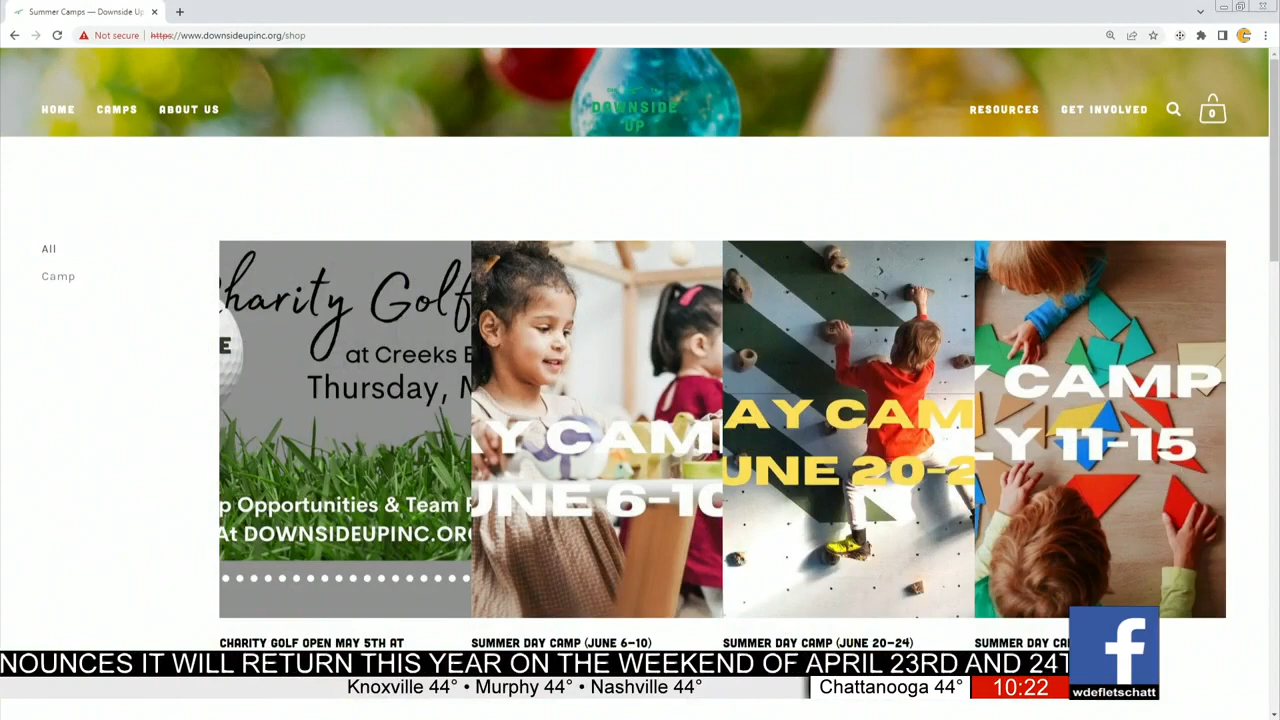 Summer Camps — Downside Up
Not secure
https://www.downsideupinc.org/shop
HOME CAMPS ABOUT US
DOWNSIDE
UP
RESOURCES GET INVOLVED
0
All
Camp
Charity Golf
at Creeks
Thursday,
Opportunities & Team
At DOWNSIDEUPINC.ORG
AY CAM
UNE 6-10
AY CAM
UNE 20-2
Y CAMP
LY 11-15
CHARITY GOLF OPEN MAY 5TH AT
SUMMER DAY CAMP (JUNE 6-10)
SUMMER DAY CAMP (JUNE 20-24)
SUMMER DAY CA
NOUNCES IT WILL RETURN THIS YEAR ON THE WEEKEND OF APRIL 23RD AND 24T
Knoxville 44° • Murphy 44° • Nashville 44°
Chattanooga 44°
10:22
f
wdefletschatt